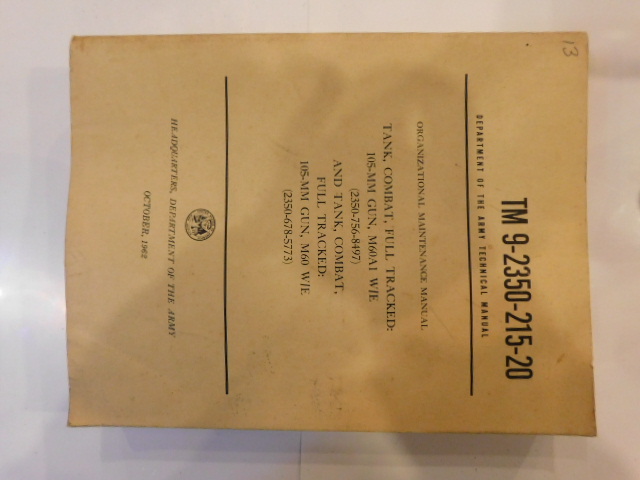 13
TM 9-2350-215-20
DEPARTMENT OF THE ARMY TECHNICAL MANUAL
ORGANIZATIONAL MAINTENANCE MANUAL
TANK, COMBAT, FULL TRACKED:
105-MM GUN, M60A1 W/E
(2350-756-8497)
AND TANK, COMBAT,
FULL TRACKED:
105-MM GUN, M60 W/E
(2350-678-5773)
HEADQUARTERS, DEPARTMENT OF THE ARMY
OCTOBER, 1962